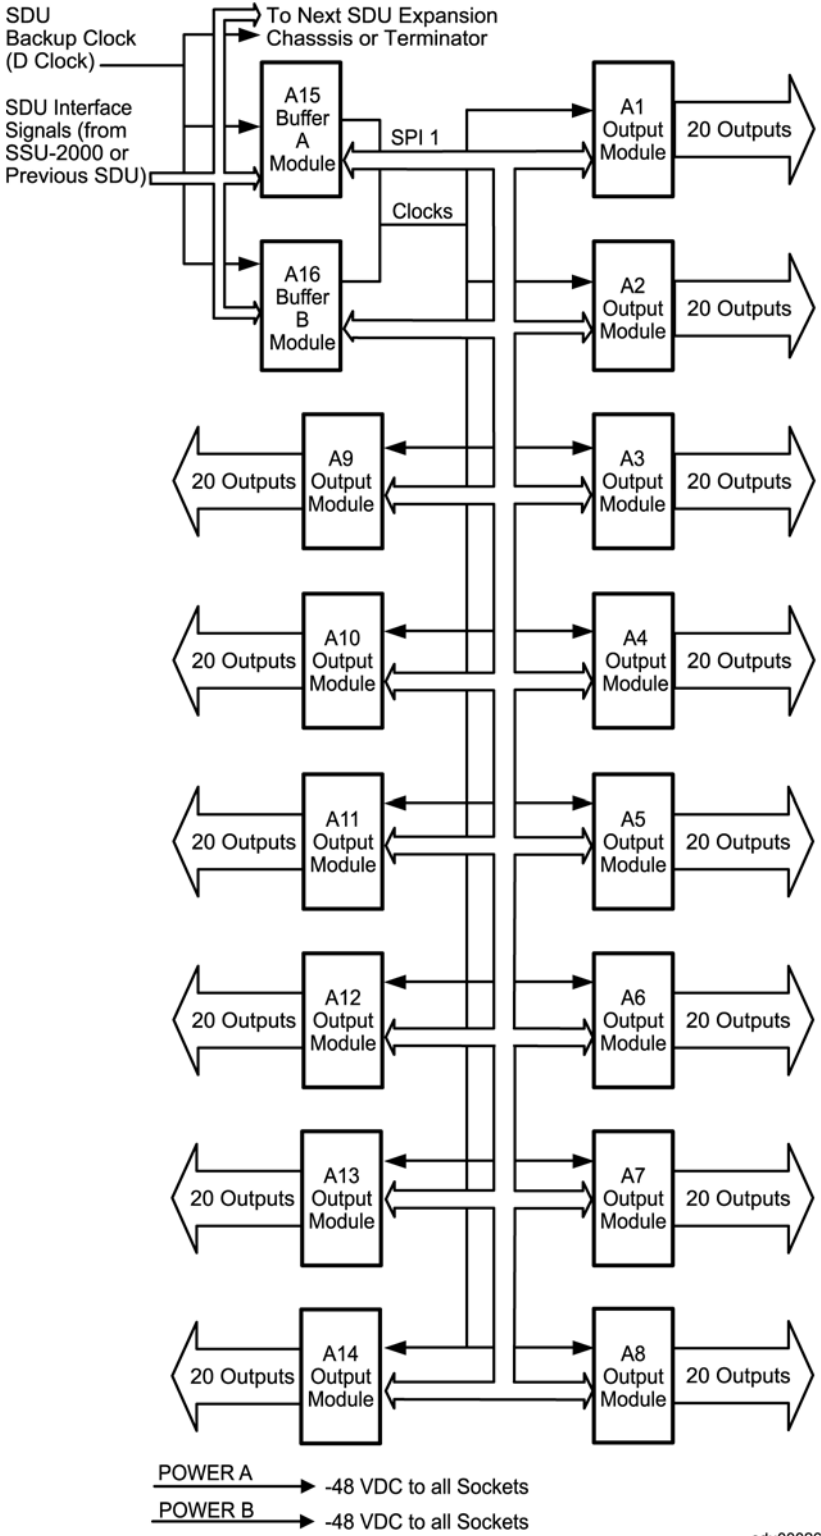 SDU
Backup Clock
(D Clock)
To Next SDU Expansion
Chasssis or Terminator
SDU Interface
Signals (from
SSU-2000 or
Previous SDU)
A15
Buffer
A
Module
SPI 1
A1
Output
Module
20 Outputs
Clocks
A16
Buffer
B
Module
A2
Output
Module
20 Outputs
20 Outputs
A9
Output
Module
A3
Output
Module
20 Outputs
20 Outputs
A10
Output
Module
A4
Output
Module
20 Outputs
20 Outputs
A11
Output
Module
A5
Output
Module
20 Outputs
20 Outputs
A12
Output
Module
A6
Output
Module
20 Outputs
20 Outputs
A13
Output
Module
A7
Output
Module
20 Outputs
20 Outputs
A14
Output
Module
A8
Output
Module
20 Outputs
POWER A
-48 VDC to all Sockets
POWER B
-48 VDC to all Sockets